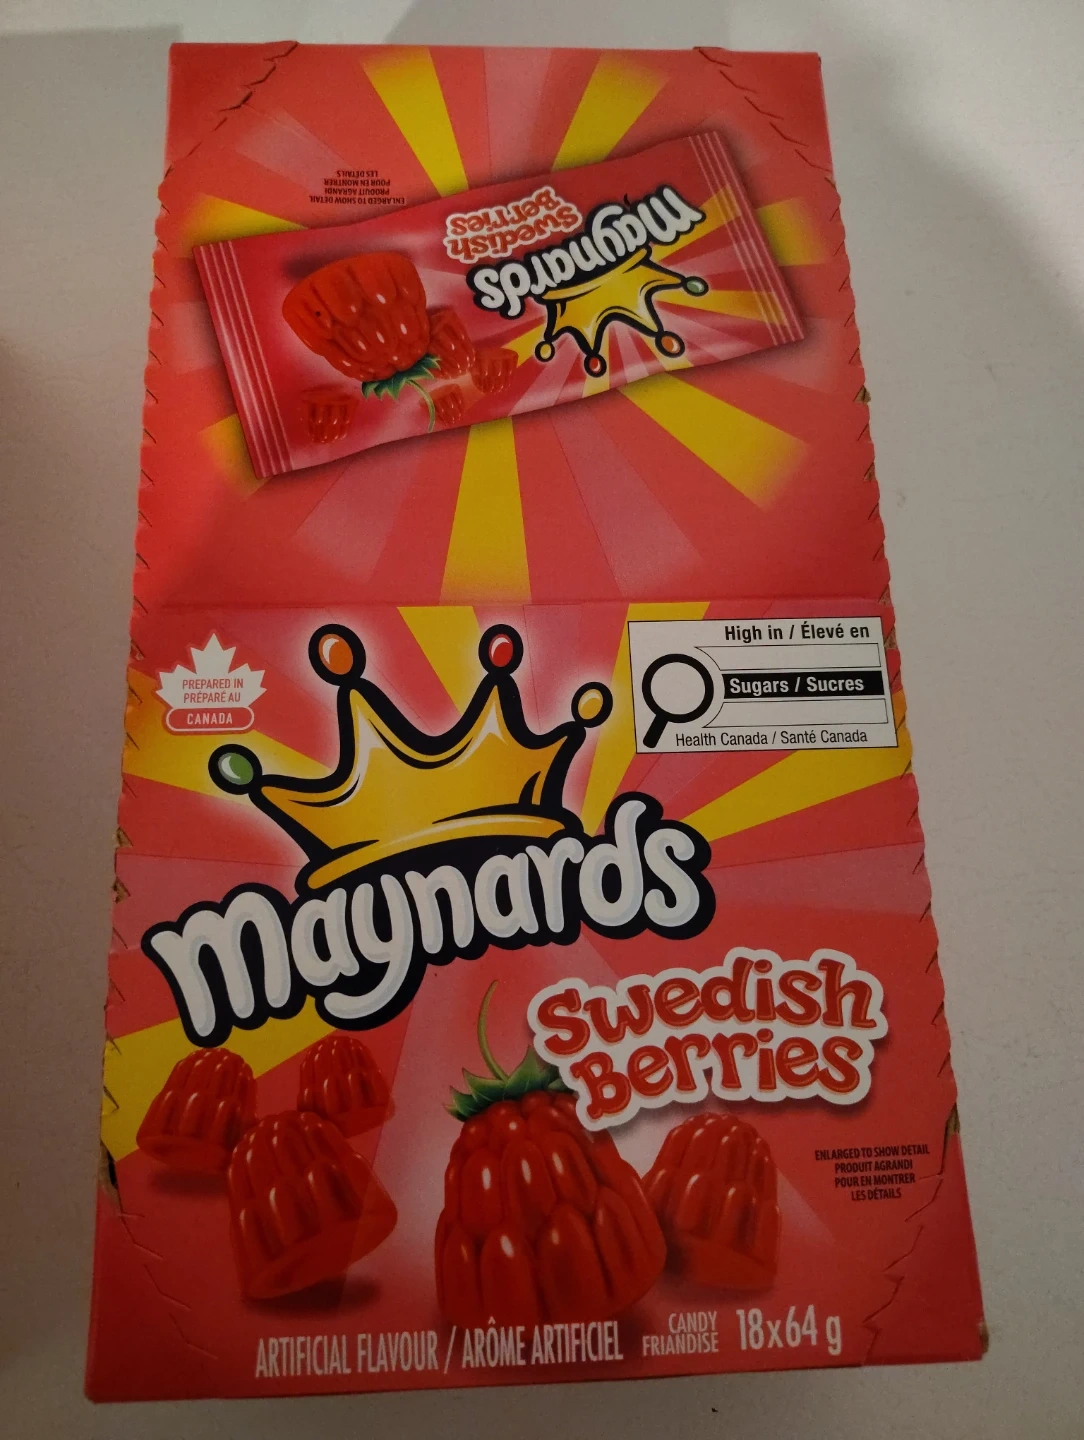 ENLARGED TO SHOW DETAIL
PRODUIT AGRANDI
POUR EN MONTRER
LES DÉTAILS
maynards
Swedish
Berries
PREPARED IN
PRÉPARÉ AU
CANADA
High in / Élevé en
Sugars / Sucres
Health Canada / Santé Canada
maynards
Swedish
Berries
ENLARGED TO SHOW DETAIL
PRODUIT AGRANDI
POUR EN MONTRER
LES DÉTAILS
ARTIFICIAL FLAVOUR / ARÔME ARTIFICIEL
CANDY
FRIANDISE
18x64 g